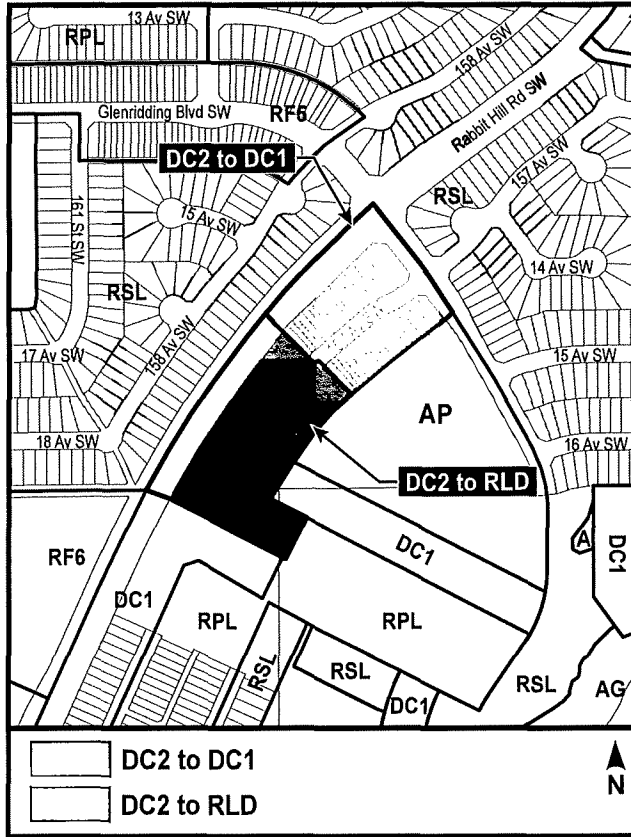 13 Av SW
RPL
158 Av SW
Glenridding Blvd SW
RF5
Rabbit Hill Rd SW
DC2 to DC1
157 Av SW
RSL
161 St SW
15 Av SW
14 Av SW
RSL
158 Av SW
17 Av SW
15 Av SW
AP
18 Av SW
16 Av SW
DC2 to RLD
A
DC1
DC1
RF6
DC1
RPL
RPL
RSL
RSL
RSL
AG
DC1
DC2 to DC1
DC2 to RLD
N